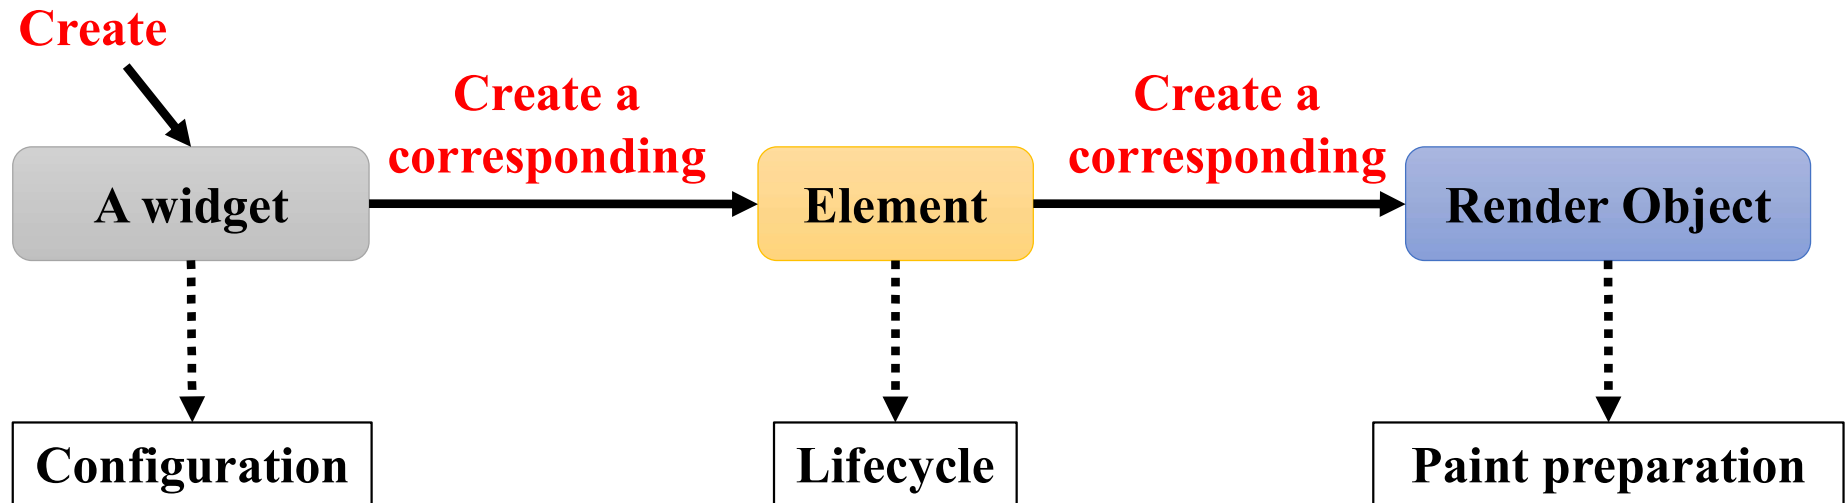 Create
Create a
corresponding
Create a
corresponding
A widget
Element
Render Object
Configuration
Lifecycle
Paint preparation